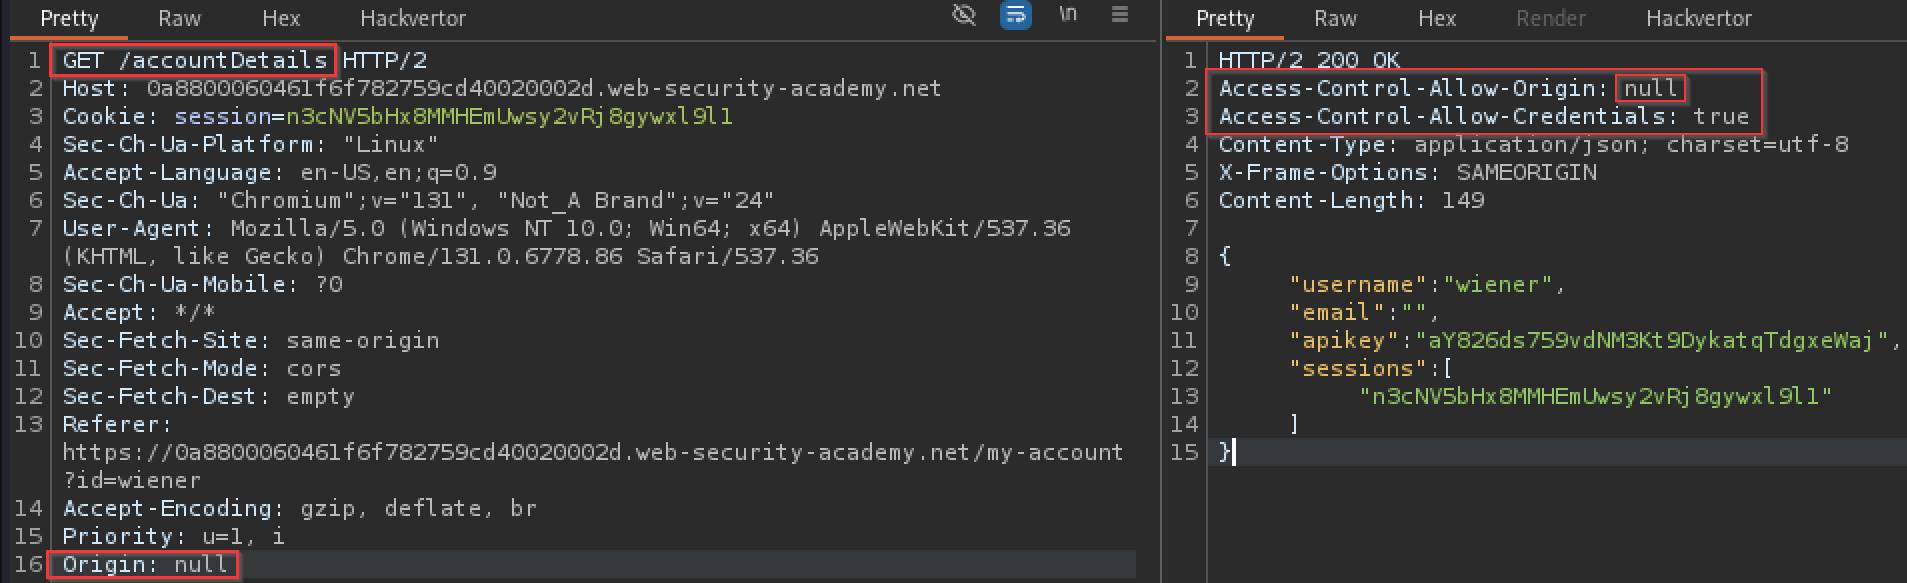 Pretty Raw Hex Hackvertor \n
1 GET /accountDetails HTTP/2
2 Host: 0a8800060461f6f782759cd40020002d.web-security-academy.net
3 Cookie: session=n3cNV5bHx8MMHEmUwsy2vRj8gywxl9l1
4 Sec-Ch-Ua-Platform: "Linux"
5 Accept-Language: en-US,en;q=0.9
6 Sec-Ch-Ua: "Chromium";v="131", "Not_A Brand";v="24"
7 User-Agent: Mozilla/5.0 (Windows NT 10.0; Win64; x64) AppleWebKit/537.36
(KHTML, like Gecko) Chrome/131.0.6778.86 Safari/537.36
8 Sec-Ch-Ua-Mobile: ?0
9 Accept: */*
10 Sec-Fetch-Site: same-origin
11 Sec-Fetch-Mode: cors
12 Sec-Fetch-Dest: empty
13 Referer:
https://0a8800060461f6f782759cd40020002d.web-security-academy.net/my-account
?id=wiener
14 Accept-Encoding: gzip, deflate, br
15 Priority: u=1, i
16 Origin: null
Pretty Raw Hex Render Hackvertor
1 HTTP/2 200 OK
2 Access-Control-Allow-Origin: null
3 Access-Control-Allow-Credentials: true
4 Content-Type: application/json; charset=utf-8
5 X-Frame-Options: SAMEORIGIN
6 Content-Length: 149
7
8 {
9 "username":"wiener",
10 "email":"",
11 "apikey":"aY826ds759vdNM3Kt9DykatqTdgxeWaj",
12 "sessions":[
13 "n3cNV5bHx8MMHEmUwsy2vRj8gywxl9l1"
14 ]
15 }